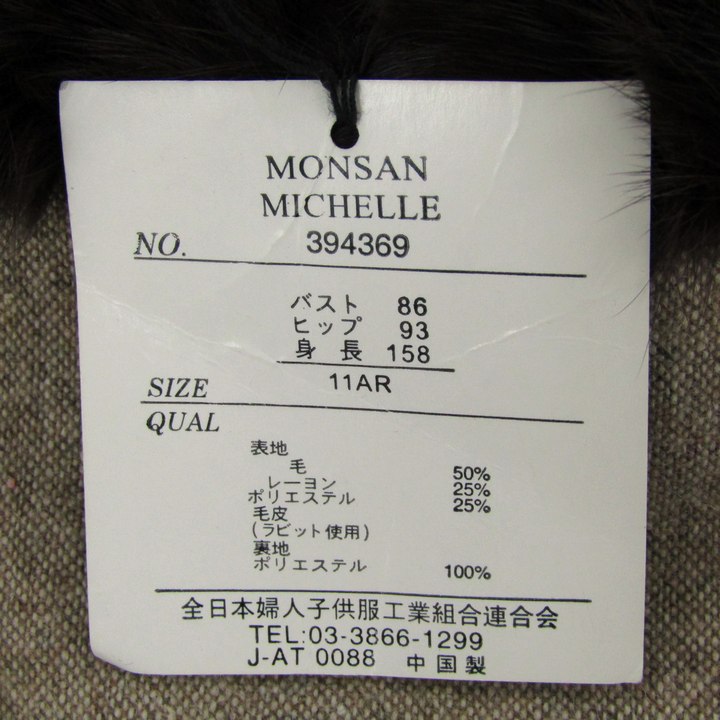 MONSAN
MICHELLE
NO. 394369
バスト 86
ヒップ 93
身長 158
SIZE 11AR
QUAL
表地
毛 50%
レーヨン 25%
ポリエステル 25%
毛皮
(ラビット使用)
裏地
ポリエステル 100%
全日本婦人子供服工業組合連合会
TEL:03-3866-1299
J-AT 0088 中国製